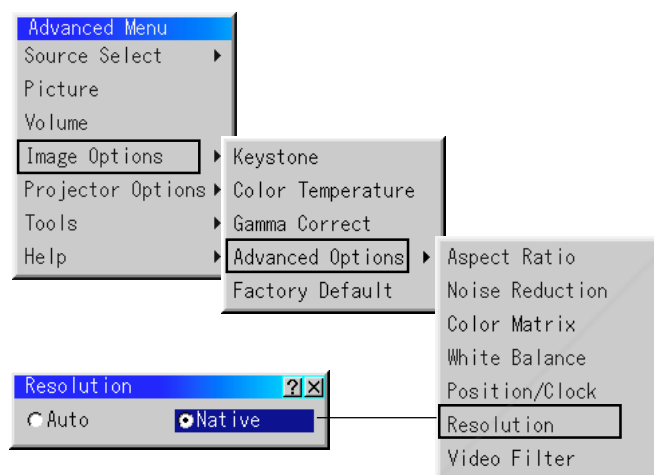 Advanced Menu
Source Select
Picture
Volume
Image Options
Projector Options
Tools
Help
Keystone
Color Temperature
Gamma Correct
Advanced Options
Factory Default
Aspect Ratio
Noise Reduction
Color Matrix
White Balance
Position/Clock
Resolution
Video Filter
Resolution ? X
Auto Native